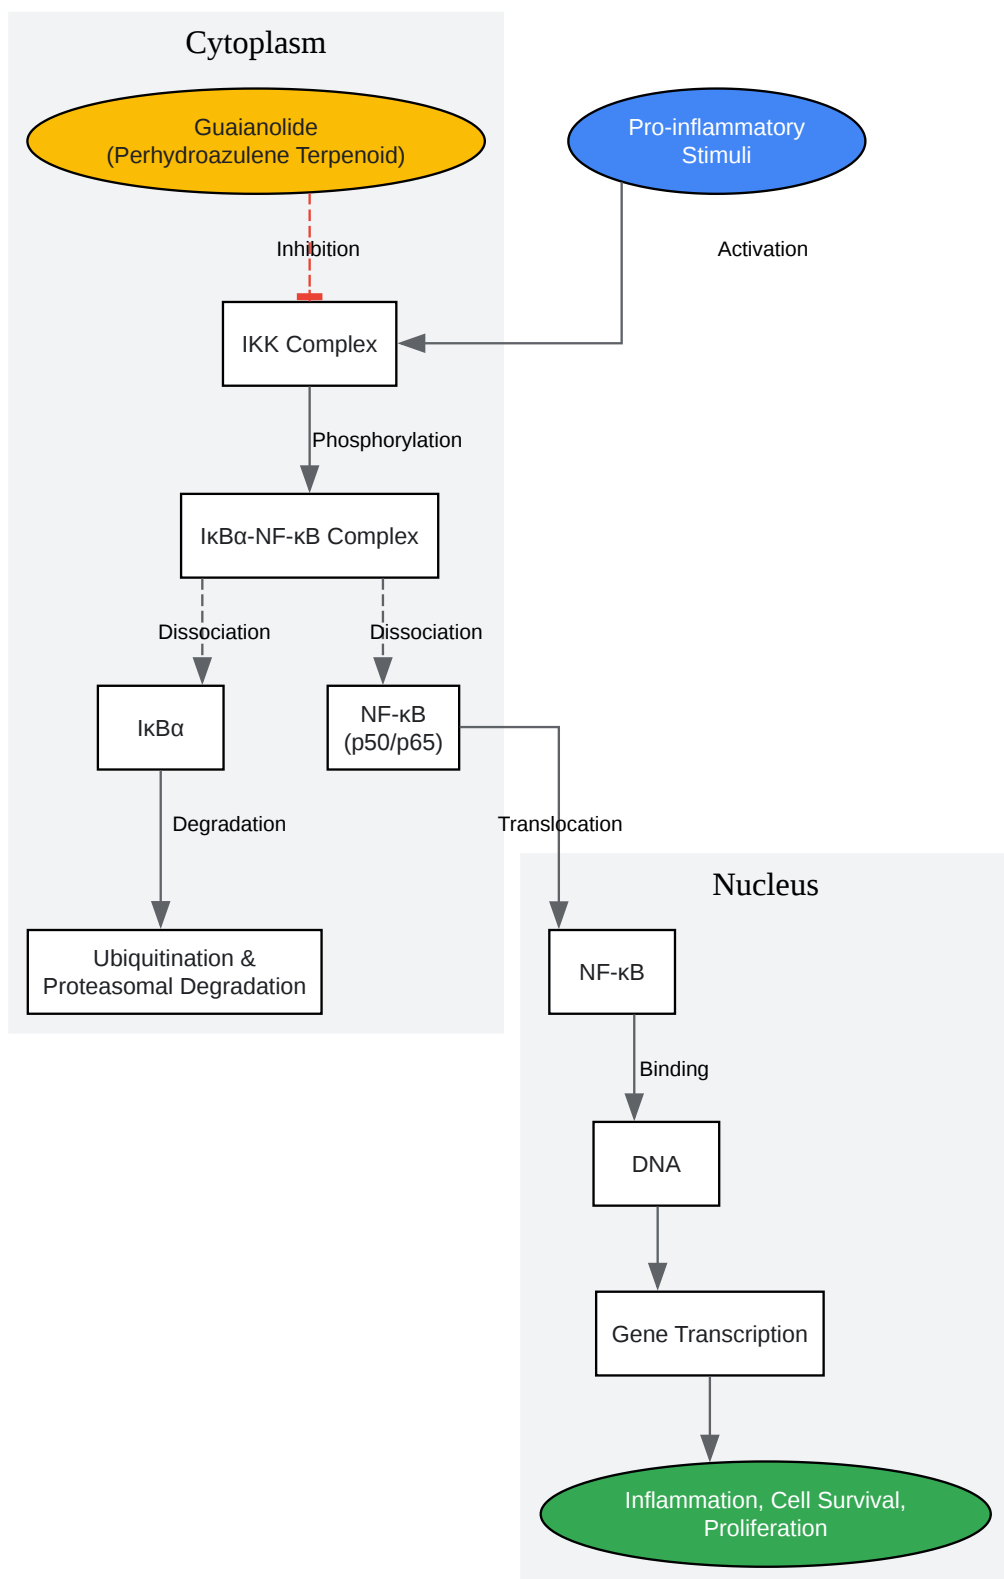 Cytoplasm
Guaianolide
(Perhydroazulene Terpenoid)
Pro-inflammatory
Stimuli
Inhibition
Activation
IKK Complex
Phosphorylation
IκBα-NF-κB Complex
Dissociation
Dissociation
IκBα
NF-κB
(p50/p65)
Degradation
Translocation
Nucleus
Ubiquitination &
Proteasomal Degradation
NF-κB
Binding
DNA
Gene Transcription
Inflammation, Cell Survival,
Proliferation